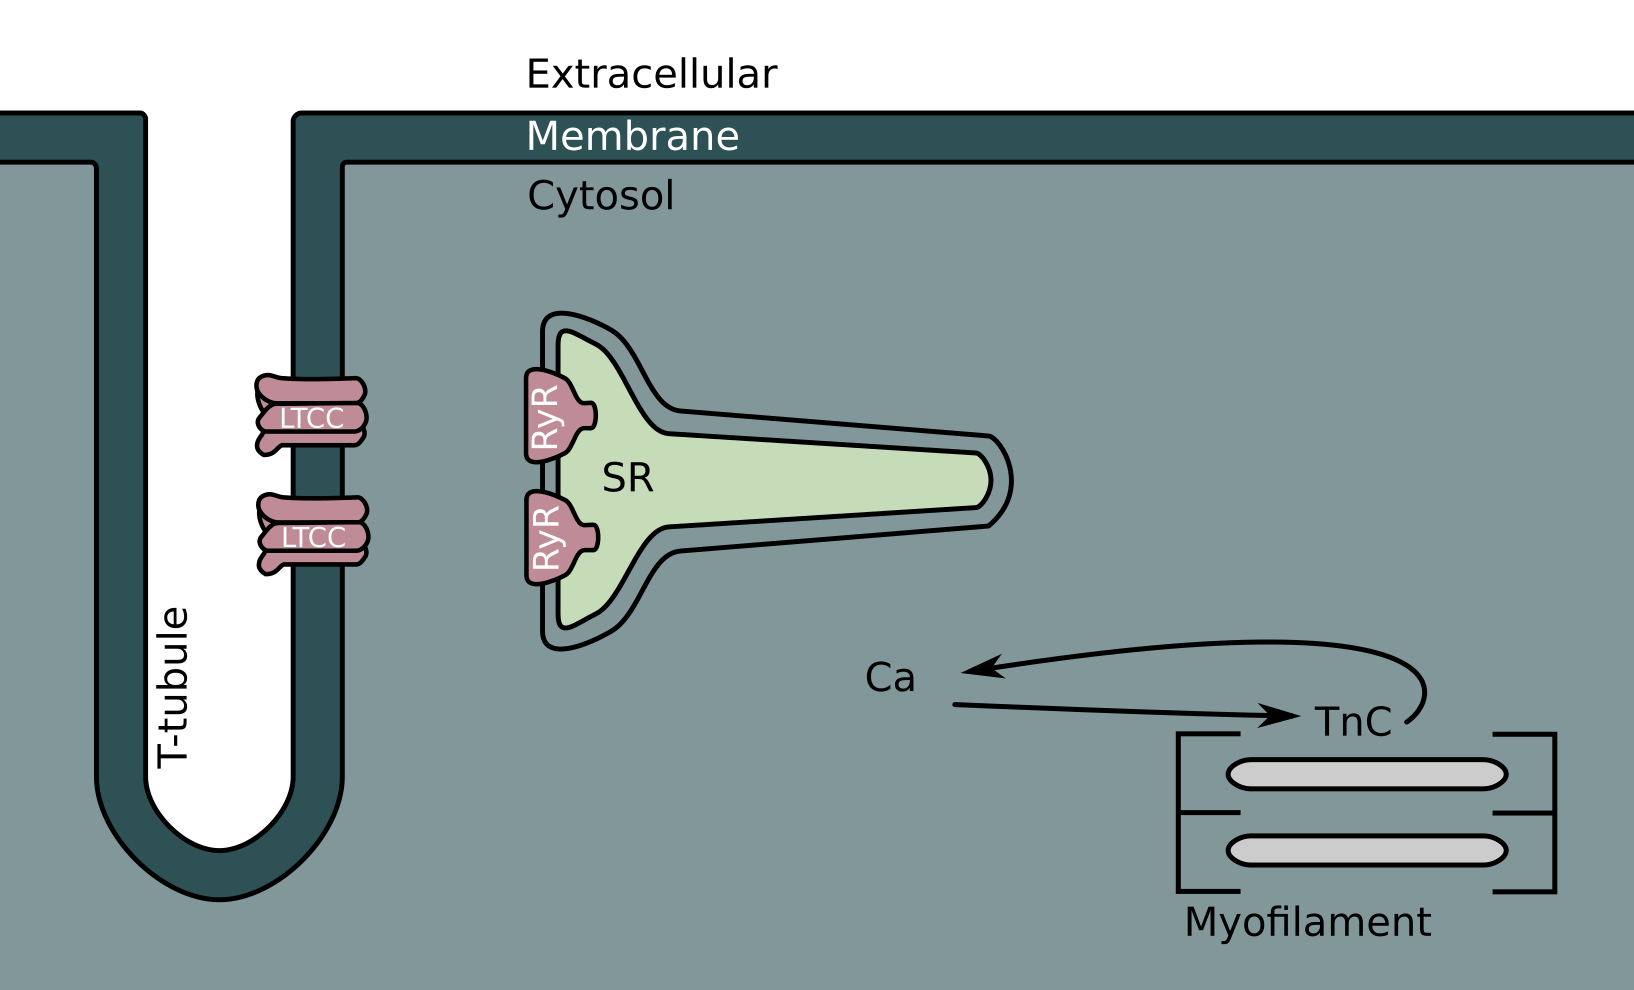 Extracellular
Membrane
Cytosol
LTCC
RyR
SR
LTCC
RyR
T-tubule
Ca
TnC
Myofilament